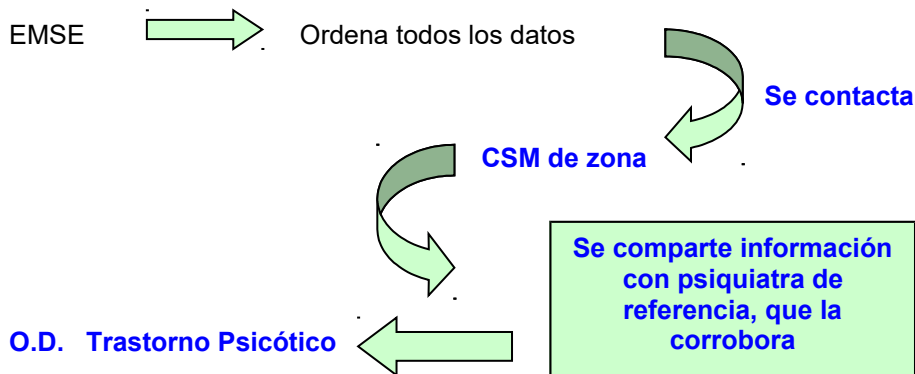 EMSE Ordena todos los datos
Se contacta
CSM de zona
Se comparte información
con psiquiatra de
referencia, que la
corrobora
O.D. Trastorno Psicótico